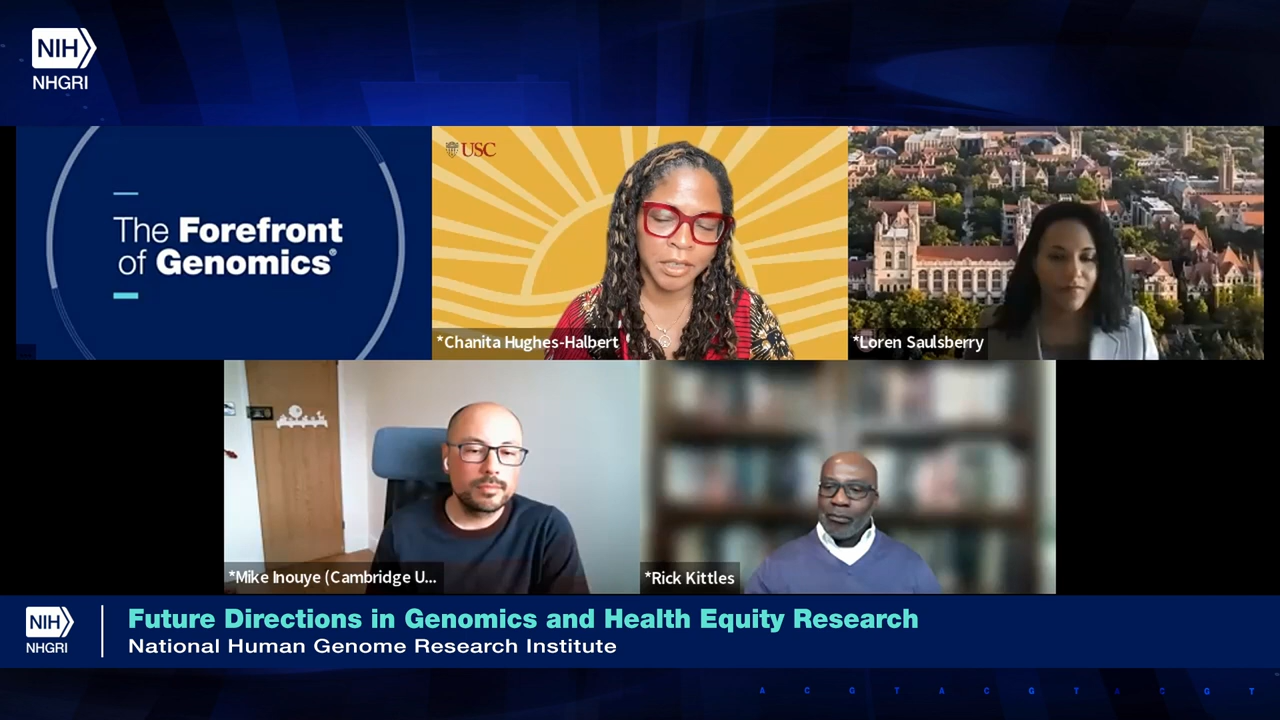 NIH
NHGRI
The Forefront
of Genomics®
USC
*Chanita Hughes-Halbert
*Loren Saulsberry
*Mike Inouye (Cambridge U...
*Rick Kittles
NIH
NHGRI
Future Directions in Genomics and Health Equity Research
National Human Genome Research Institute
A C G T A C G T A C G T